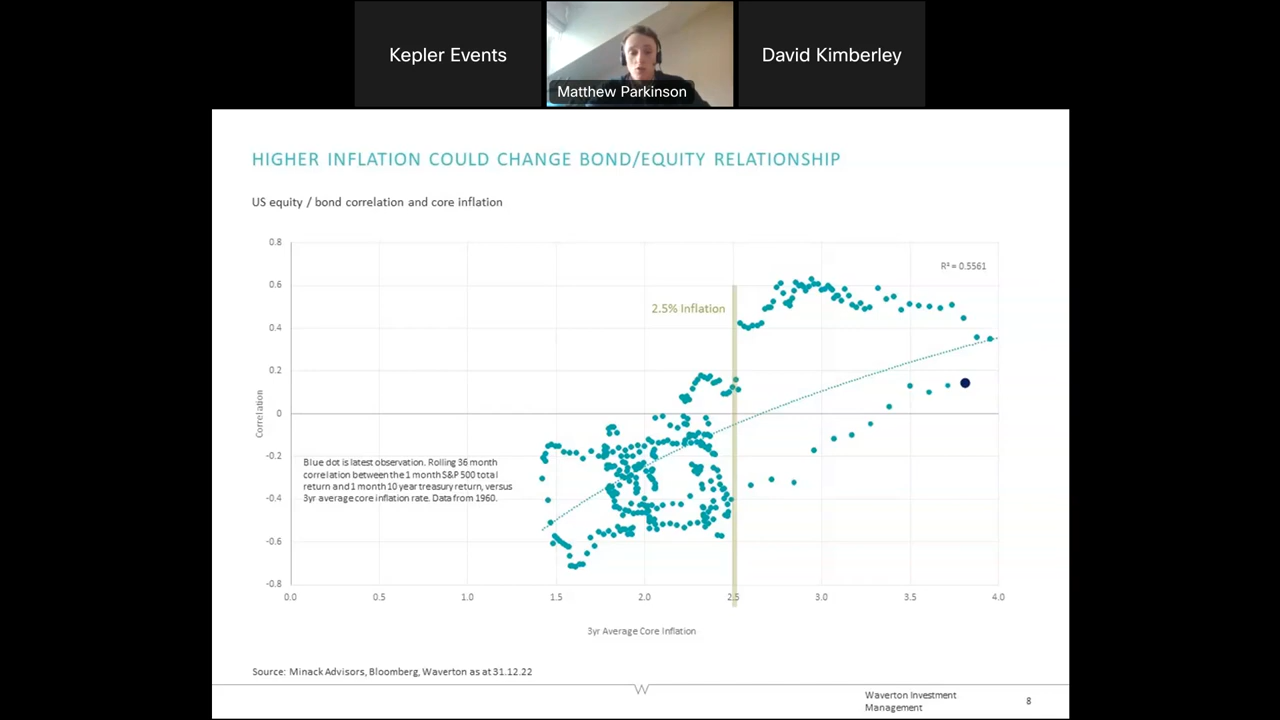 Kepler Events
Matthew Parkinson
David Kimberley
HIGHER INFLATION COULD CHANGE BOND/EQUITY RELATIONSHIP
US equity / bond correlation and core inflation
0.8
0.6
0.4
0.2
0
-0.2
-0.4
-0.6
-0.8
Correlation
R² = 0.5561
2.5% Inflation
Blue dot is latest observation. Rolling 36 month
correlation between the 1 month S&P 500 total
return and 1 month 10 year treasury return, versus
3yr average core inflation rate. Data from 1960.
0.0 0.5 1.0 1.5 2.0 2.5 3.0 3.5 4.0
3yr Average Core Inflation
Source: Minack Advisors, Bloomberg, Waverton as at 31.12.22
Waverton Investment
Management
8